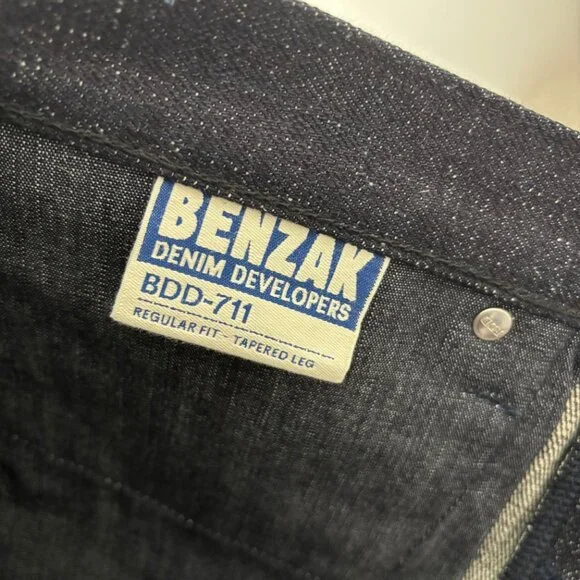 BENZAK
DENIM DEVELOPERS
BDD-711
REGULAR FIT - TAPERED LEG